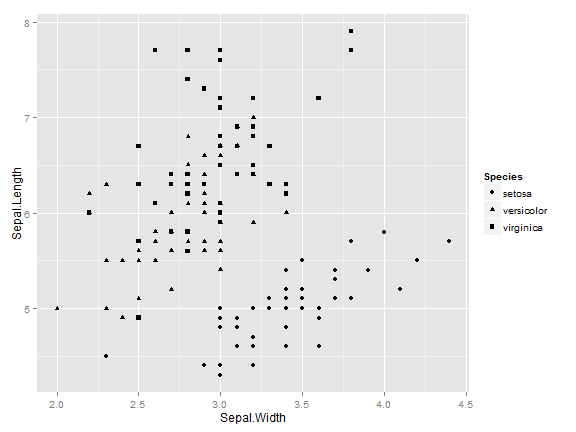 8
7
6
5
Sepal.Length
2.0 2.5 3.0 3.5 4.0 4.5
Sepal.Width
Species
setosa
versicolor
virginica